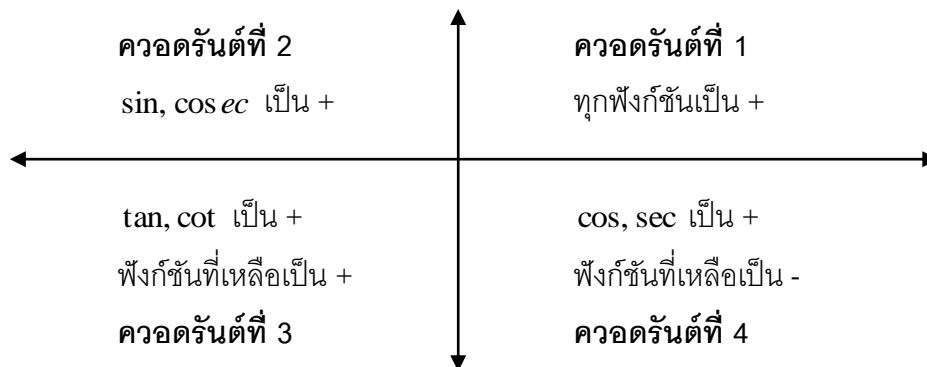 ควอดรันต์ที่ 2
sin, cosec เป็น +
ควอดรันต์ที่ 1
ทุกฟังก์ชันเป็น +
tan, cot เป็น +
ฟังก์ชันที่เหลือเป็น +
ควอดรันต์ที่ 3
cos, sec เป็น +
ฟังก์ชันที่เหลือเป็น -
ควอดรันต์ที่ 4